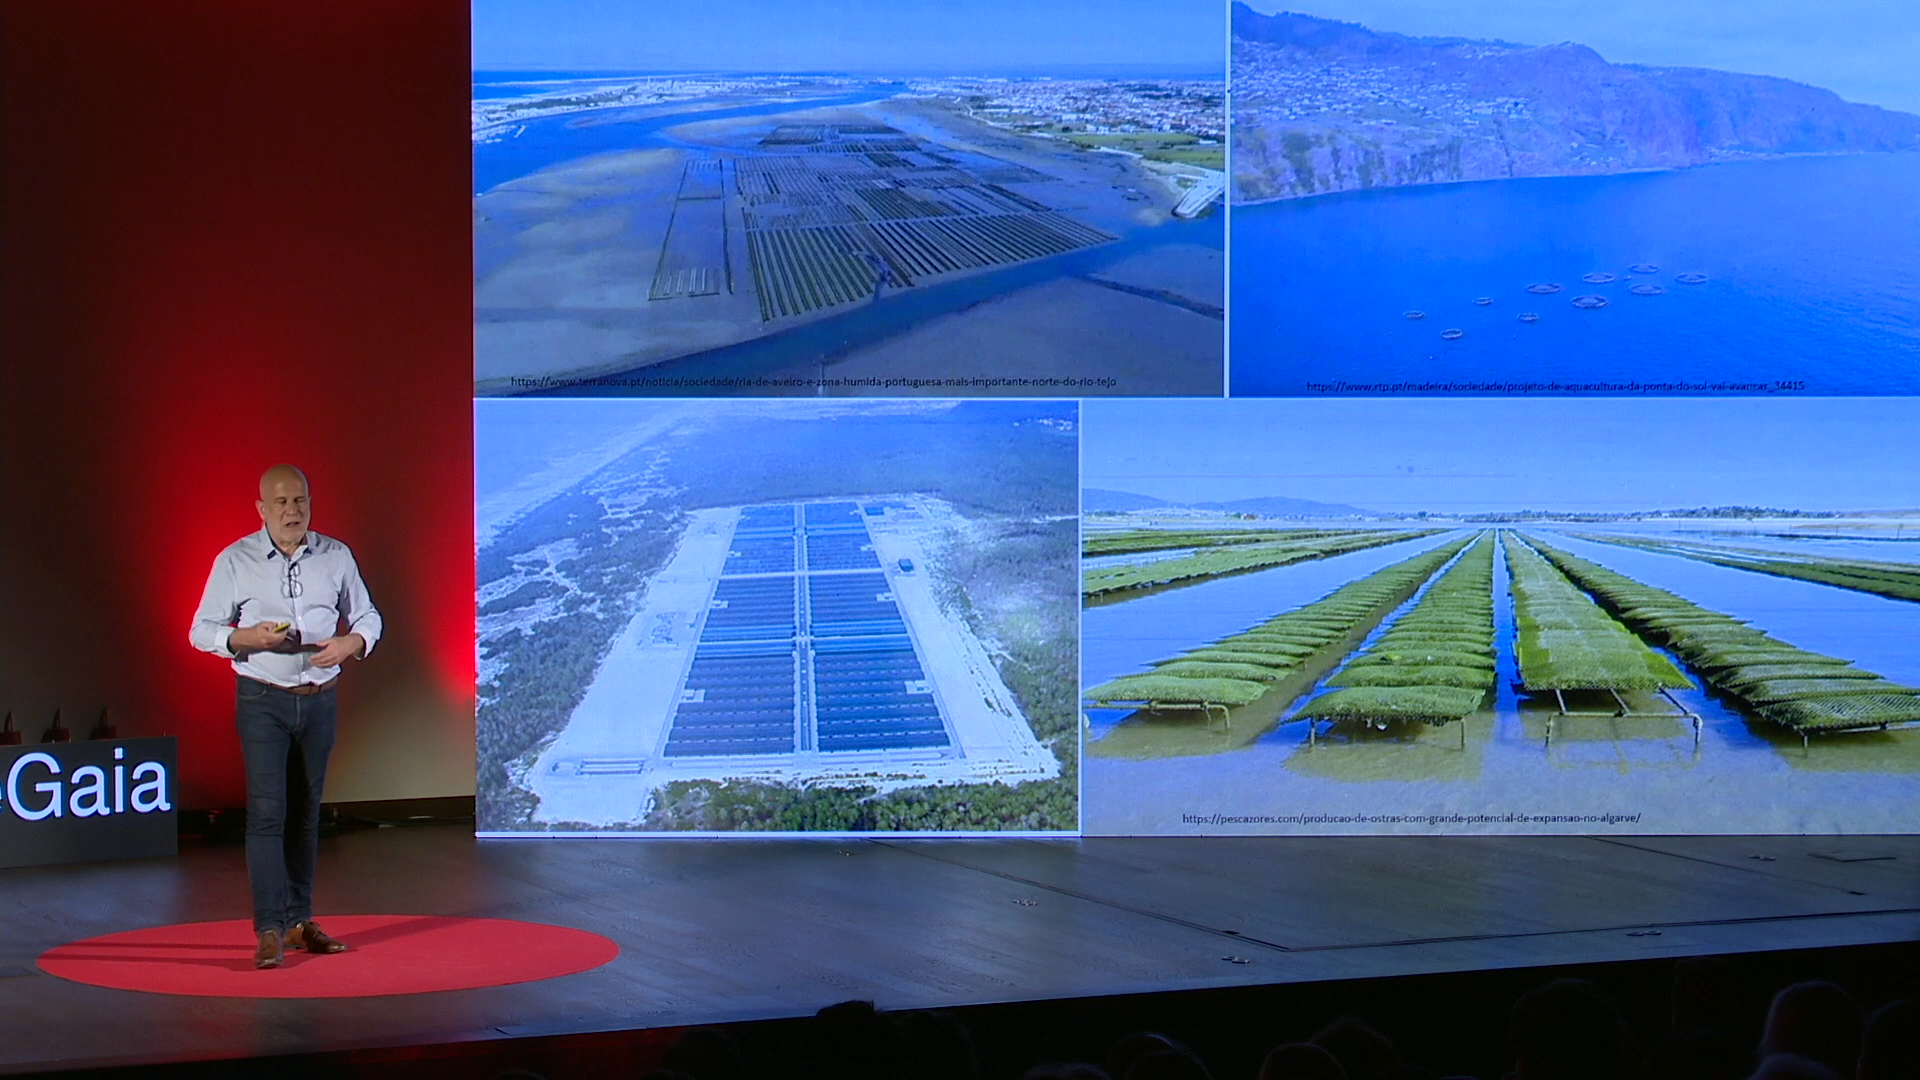 https://www.terranova.pt/noticia/sociedade/ria-de-aveiro-e-zona-humida-portuguesa-mais-importante-norte-do-rio-tejo
https://www.rtp.pt/madeira/sociedade/projeto-de-aquacultura-da-ponta-do-sol-vai-avancar_34415
eGaia
https://pescazores.com/producao-de-ostras-com-grande-potencial-de-expansao-no-algarve/